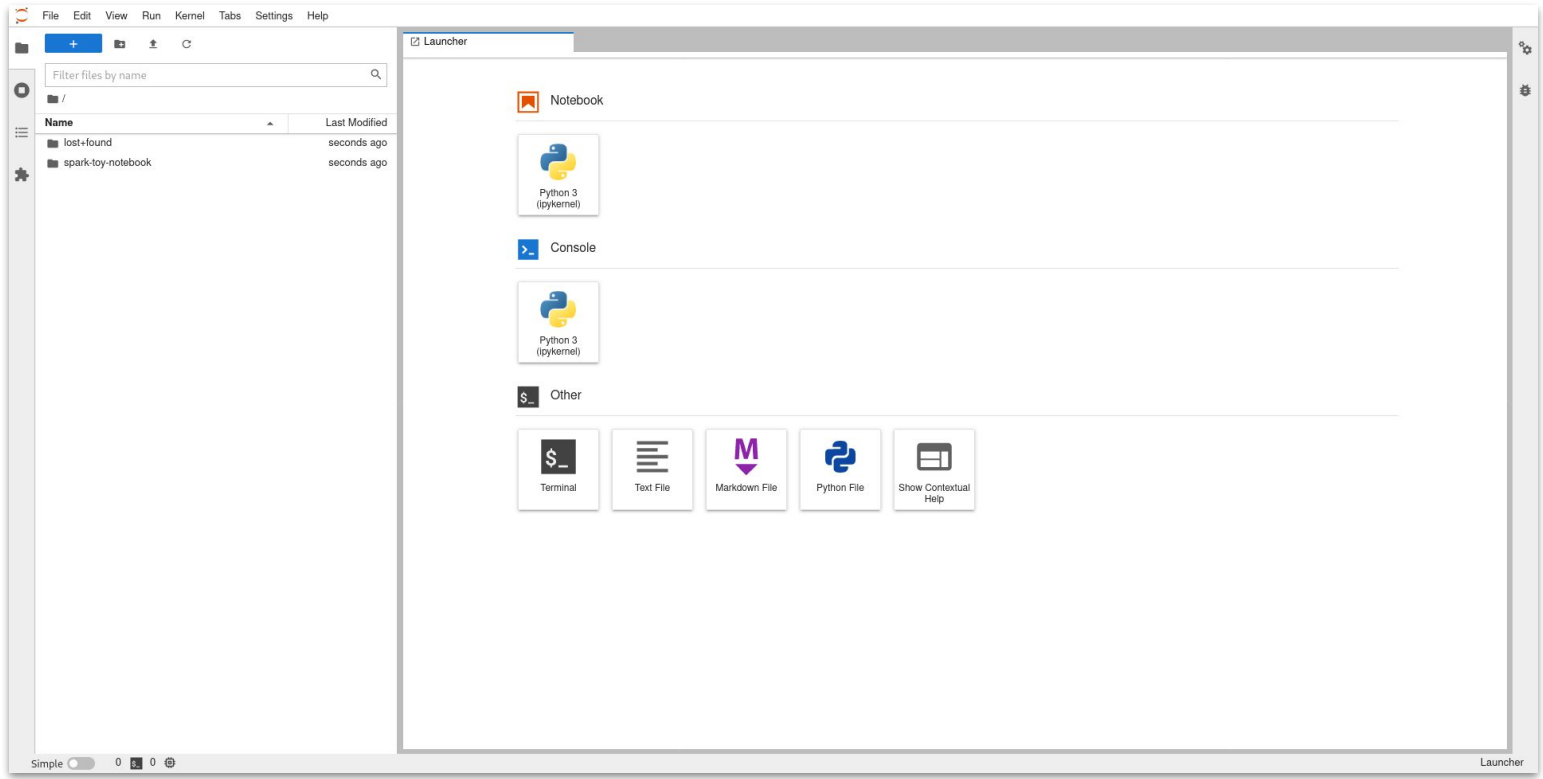 File Edit View Run Kernel Tabs Settings Help
+
Launcher
Filter files by name
/
Name Last Modified
lost+found seconds ago
spark-toy-notebook seconds ago
Notebook
Python 3
(ipykernel)
>_ Console
Python 3
(ipykernel)
$_ Other
$_
Terminal
Text File
M
Markdown File
Python File
Show Contextual
Help
Simple 0 $_ 0 Launcher